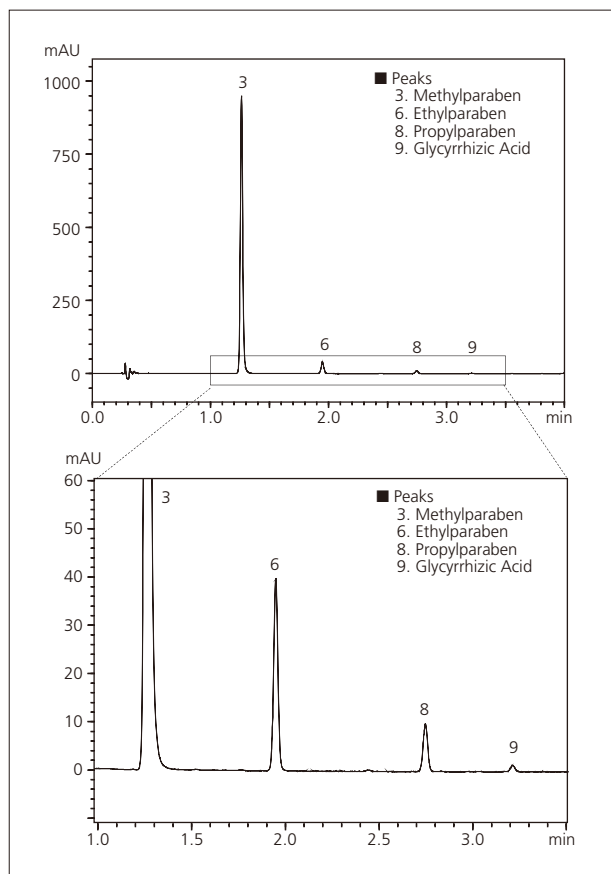 mAU
3
■ Peaks
3. Methylparaben
6. Ethylparaben
8. Propylparaben
9. Glycyrrhizic Acid
1000
750
500
250
0
6
8
9
0.0 1.0 2.0 3.0 min
mAU
60
50
40
30
20
10
0
3
■ Peaks
3. Methylparaben
6. Ethylparaben
8. Propylparaben
9. Glycyrrhizic Acid
6
8
9
1.0 1.5 2.0 2.5 3.0 min